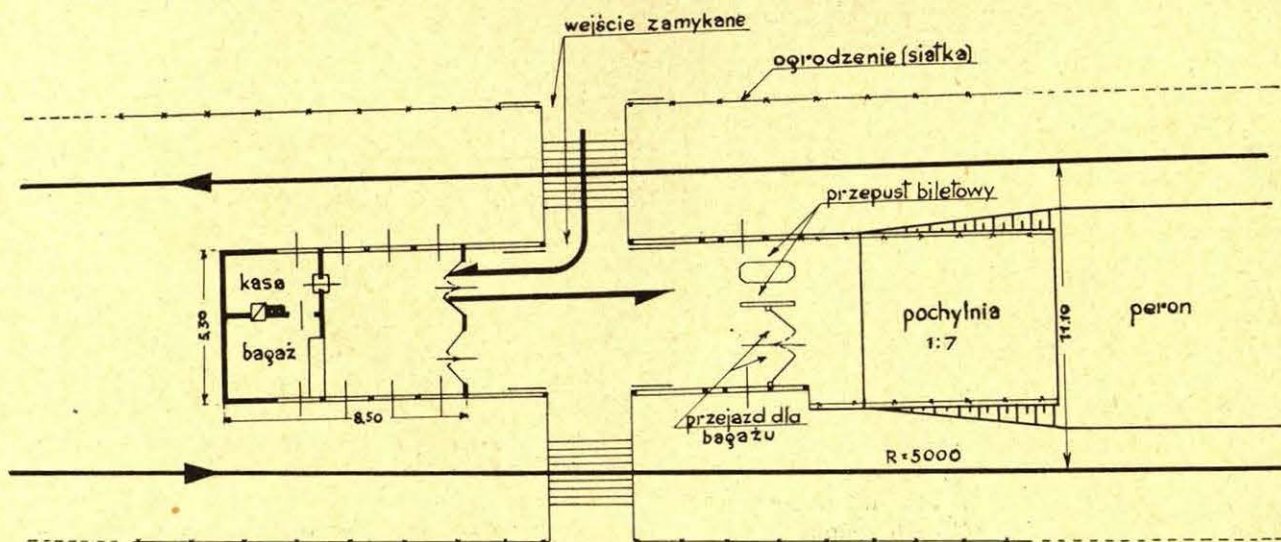 wejście zamykane
ogrodzenie (siatka)
przepust biletowy
kasa
bagaż
5,30
8,50
pochylnia
1:7
peron
11.10
przejazd dla
bagażu
R=5000